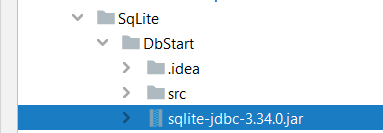 SqLite
DbStart
.idea
src
sqlite-jdbc-3.34.0.jar